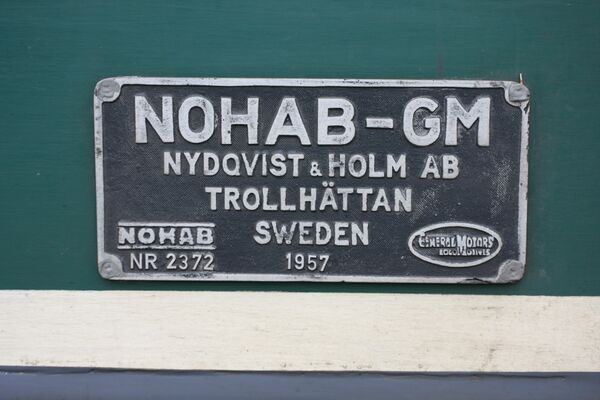 NOHAB-GM
NYDQVIST & HOLM AB
TROLLHÄTTAN
SWEDEN
NOHAB
NR 2372
1957
GENERAL MOTORS
LOCOMOTIVES